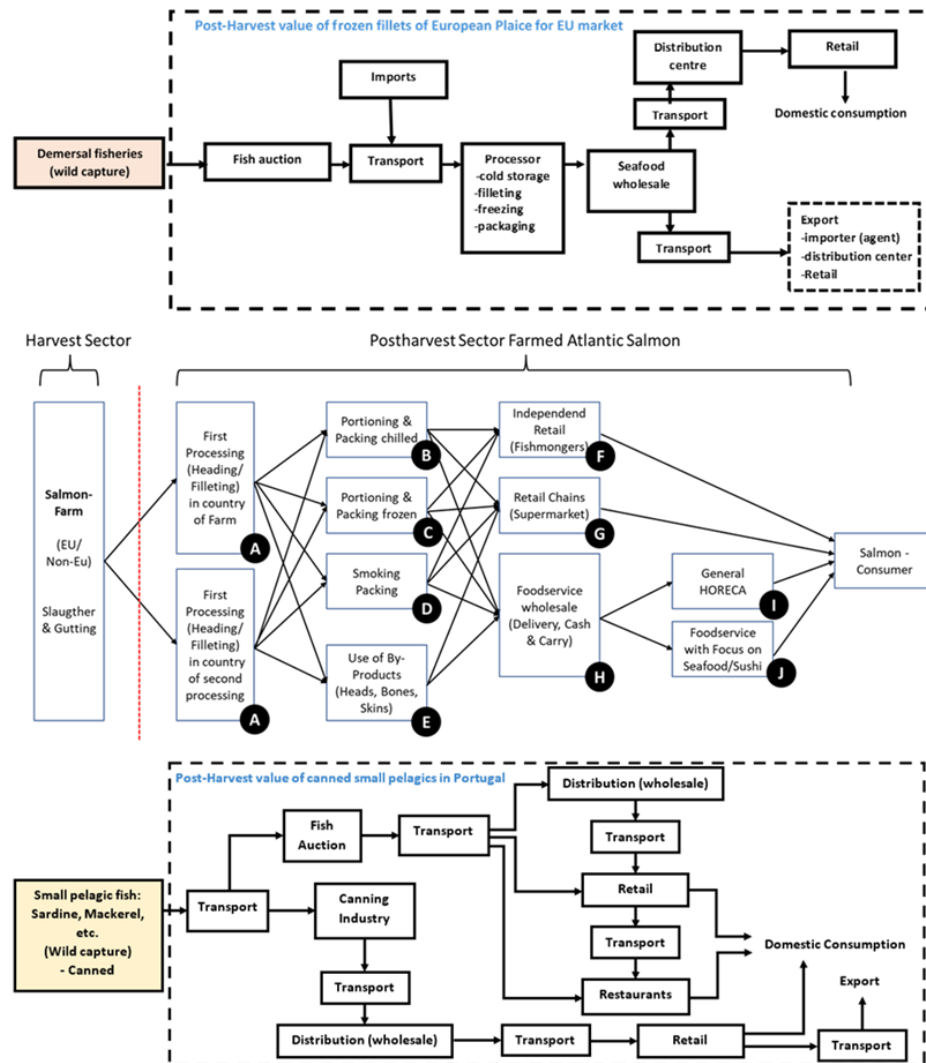 Post-Harvest value of frozen fillets of European Plaice for EU market
Distribution
centre
Retail
Imports
Transport
Domestic consumption
Demersal fisheries
(wild capture)
Fish auction
Transport
Processor
-cold storage
-filleting
-freezing
-packaging
Seafood
wholesale
Transport
Export
-importer (agent)
-distribution center
-Retail
Harvest Sector
Postharvest Sector Farmed Atlantic Salmon
Salmon-
Farm
(EU/
Non-Eu)
Slaugther
& Gutting
First
Processing
(Heading/
Filleting)
in country
of Farm
A
First
Processing
(Heading/
Filleting)
in country
of second
processing
A
Portioning &
Packing chilled
B
Portioning &
Packing frozen
C
Smoking
Packing
D
Use of By-
Products
(Heads, Bones,
Skins)
E
Independend
Retail
(Fishmongers)
F
Retail Chains
(Supermarket)
G
Foodservice
wholesale
(Delivery, Cash
& Carry)
H
General
HORECA
I
Foodservice
with Focus on
Seafood/Sushi
J
Salmon -
Consumer
Post-Harvest value of canned small pelagics in Portugal
Distribution (wholesale)
Fish
Auction
Transport
Transport
Small pelagic fish:
Sardine, Mackerel,
etc.
(Wild capture)
- Canned
Transport
Canning
Industry
Retail
Transport
Domestic Consumption
Transport
Restaurants
Export
Distribution (wholesale)
Transport
Retail
Transport